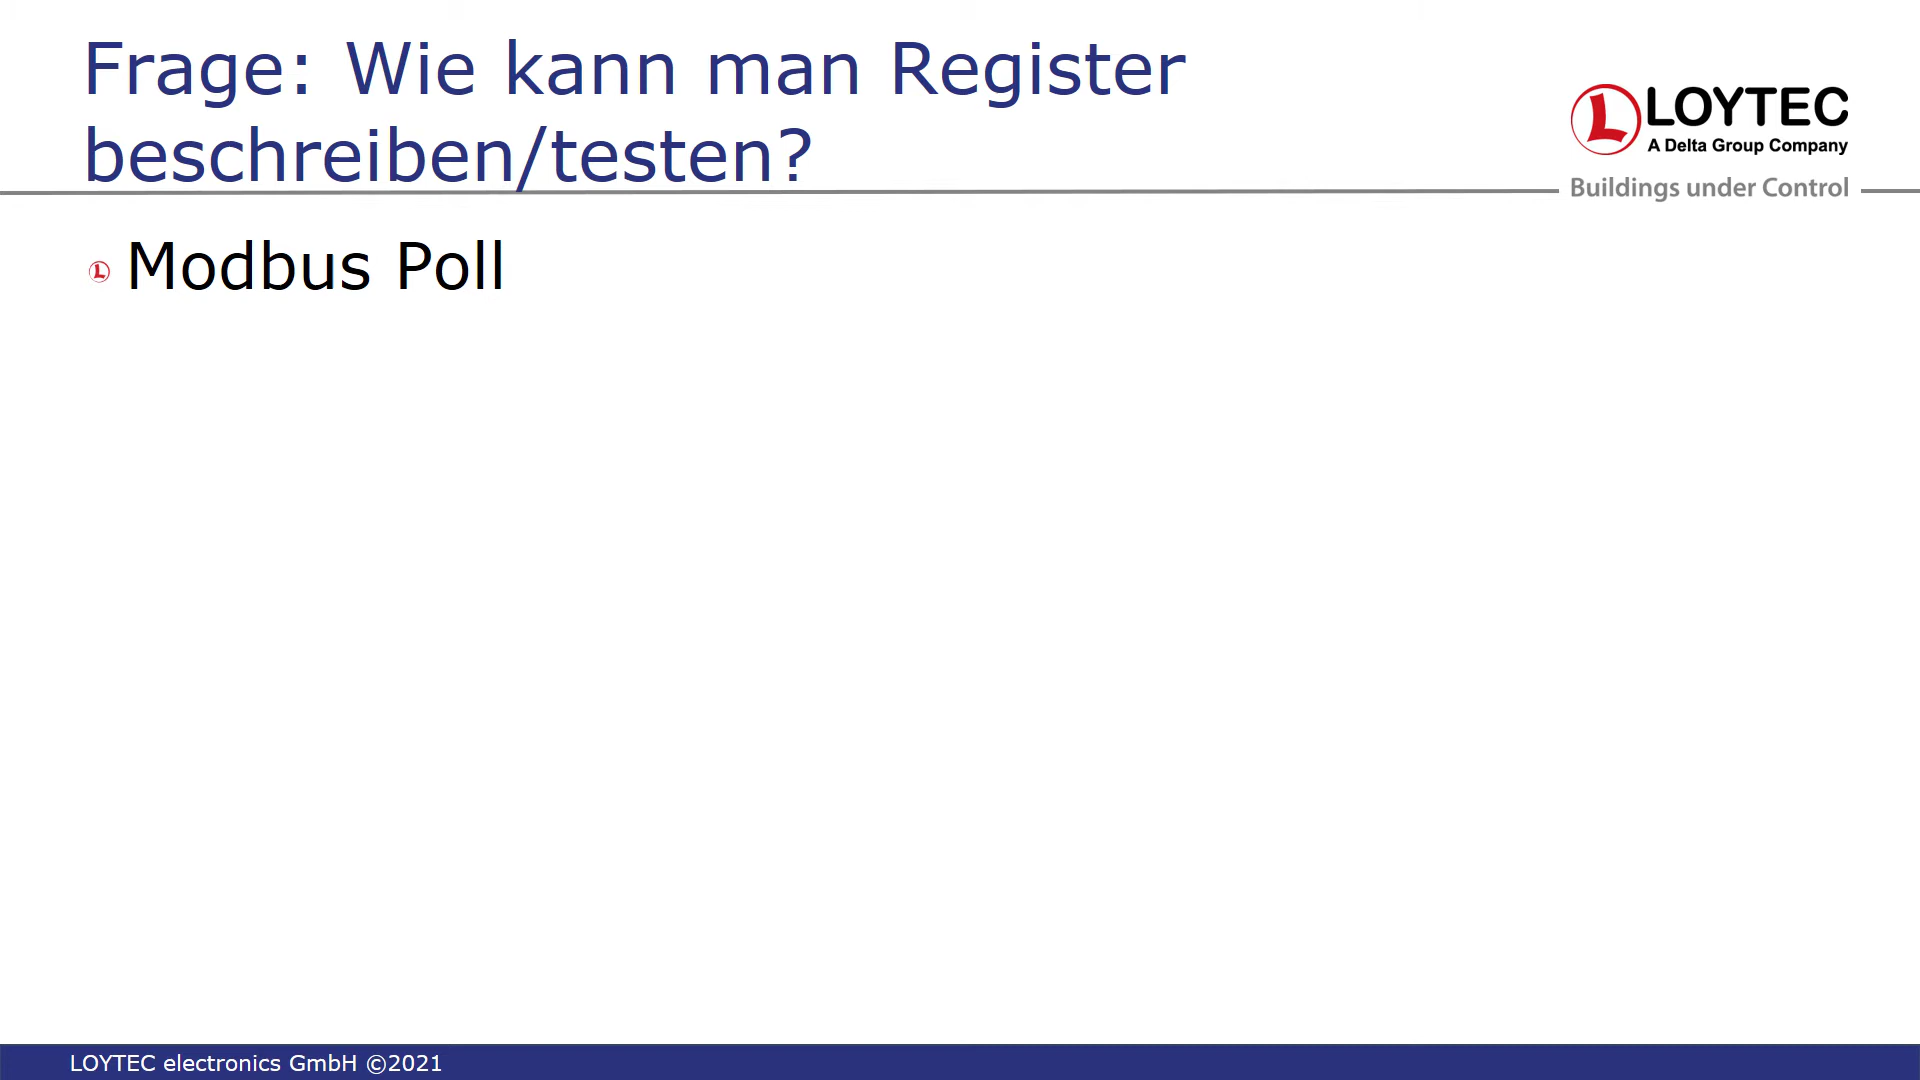 Frage: Wie kann man Register
beschreiben/testen?
LOYTEC
A Delta Group Company
Buildings under Control
Modbus Poll
LOYTEC electronics GmbH ©2021